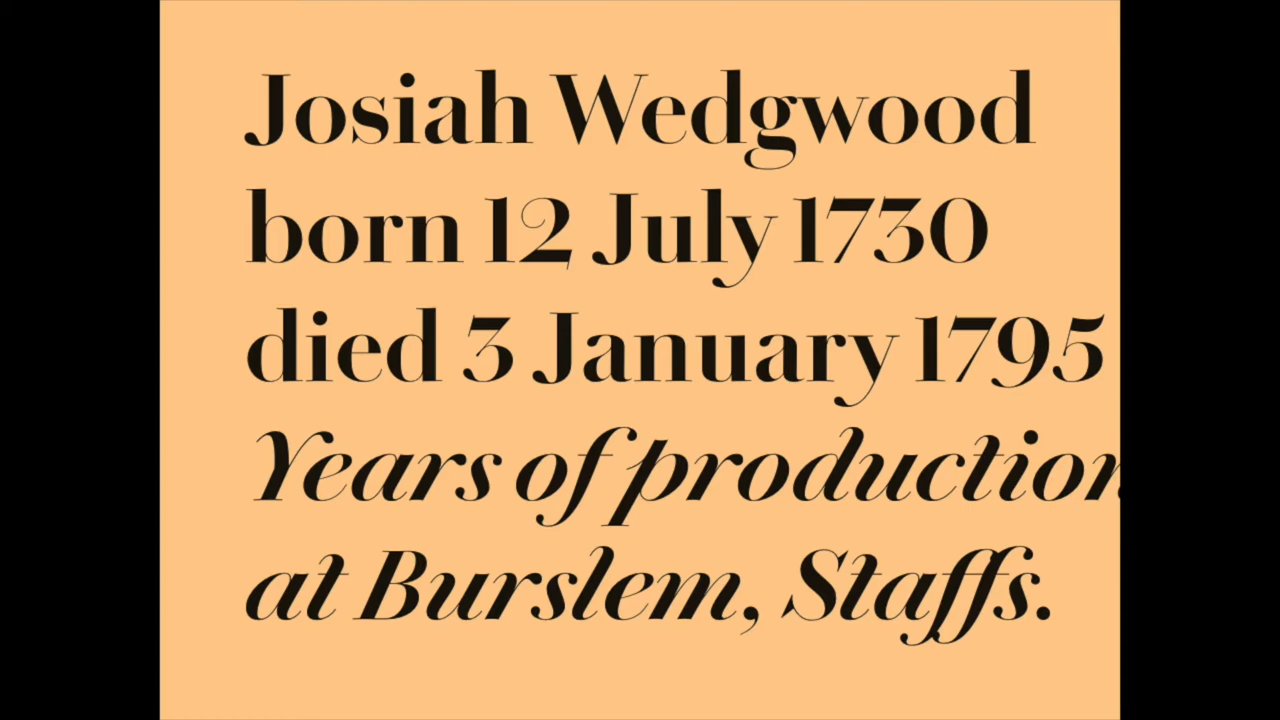 Josiah Wedgwood
born 12 July 1730
died 3 January 1795
Years of production
at Burslem, Staffs.